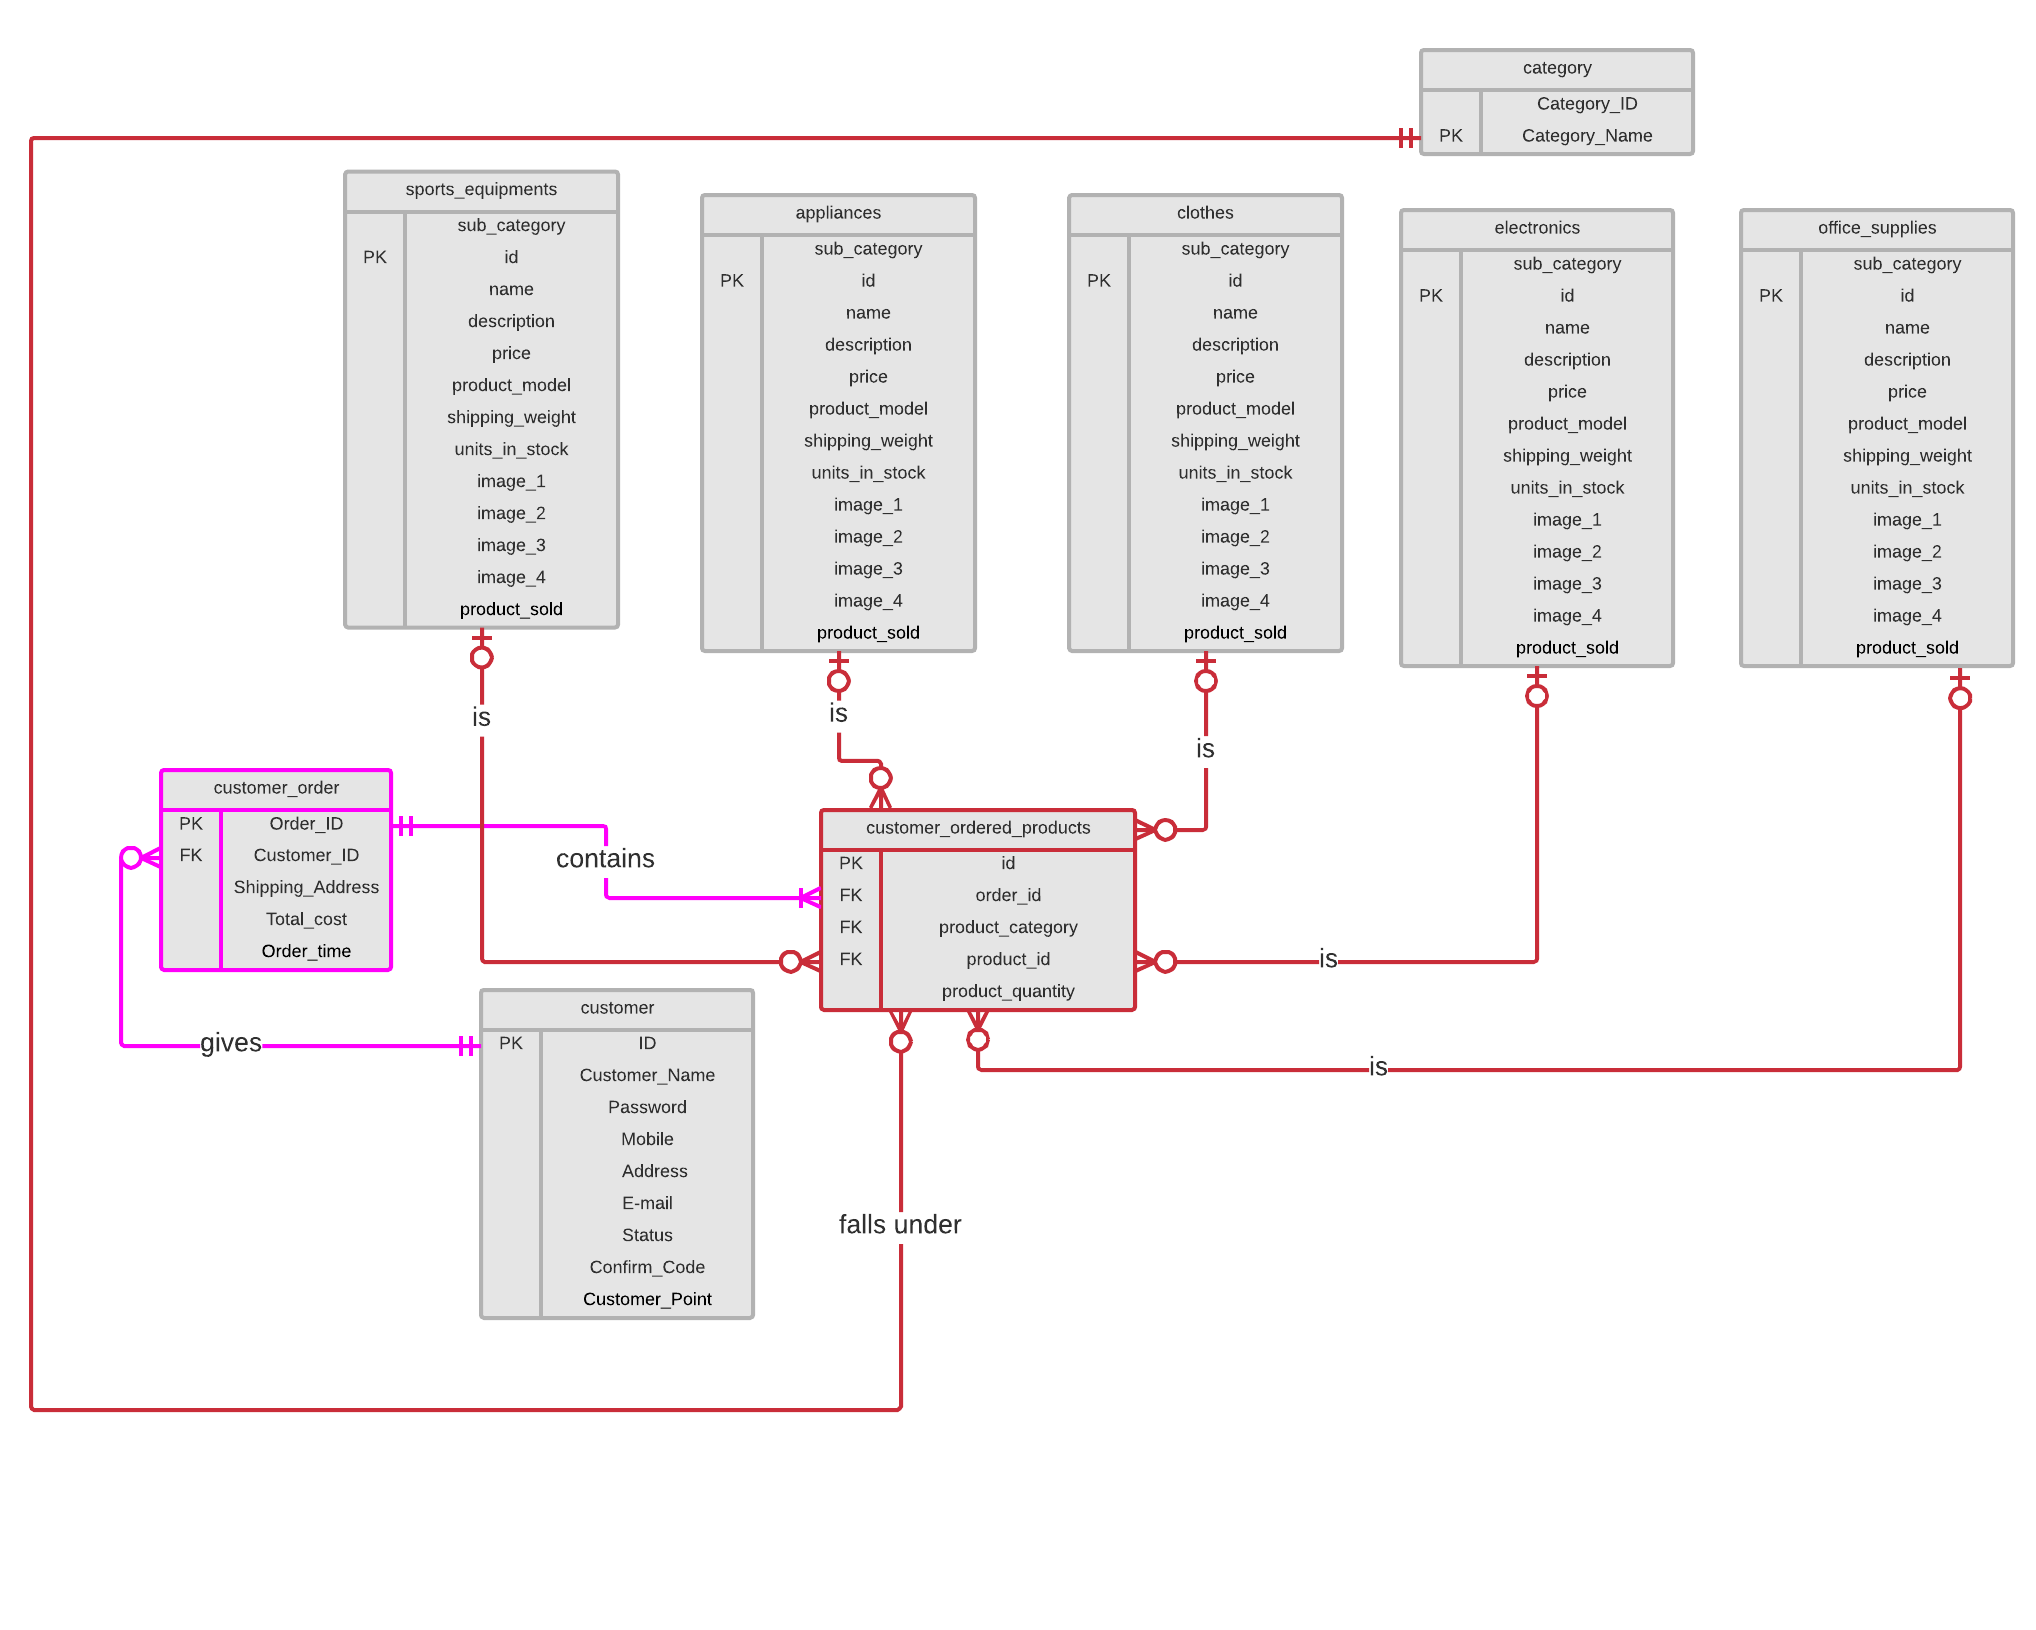 category
Category_ID
PK Category_Name
sports_equipments
sub_category
PK id
name
description
price
product_model
shipping_weight
units_in_stock
image_1
image_2
image_3
image_4
product_sold
appliances
sub_category
PK id
name
description
price
product_model
shipping_weight
units_in_stock
image_1
image_2
image_3
image_4
product_sold
clothes
sub_category
PK id
name
description
price
product_model
shipping_weight
units_in_stock
image_1
image_2
image_3
image_4
product_sold
electronics
sub_category
PK id
name
description
price
product_model
shipping_weight
units_in_stock
image_1
image_2
image_3
image_4
product_sold
office_supplies
sub_category
PK id
name
description
price
product_model
shipping_weight
units_in_stock
image_1
image_2
image_3
image_4
product_sold
is
is
is
customer_order
PK Order_ID
FK Customer_ID
Shipping_Address
Total_cost
Order_time
contains
customer_ordered_products
PK id
FK order_id
FK product_category
FK product_id
product_quantity
is
gives
customer
PK ID
Customer_Name
Password
Mobile
Address
E-mail
Status
Confirm_Code
Customer_Point
is
falls under